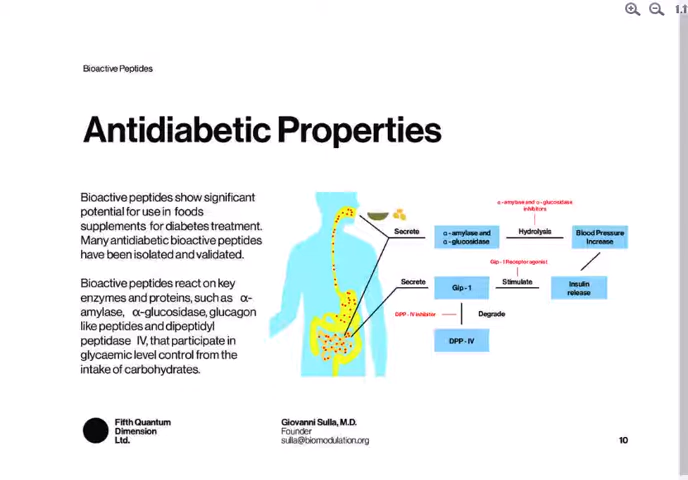 1.1
Bioactive Peptides
Antidiabetic Properties
Bioactive peptides show significant
potential for use in foods
supplements for diabetes treatment.
Many antidiabetic bioactive peptides
have been isolated and validated.
Bioactive peptides react on key
enzymes and proteins, such as α-
amylase, α-glucosidase, glucagon
like peptides and dipeptidyl
peptidase IV, that participate in
glycaemic level control from the
intake of carbohydrates.
α-amylase and α-glucosidase
inhibitors
Secrete
α-amylase and
α-glucosidase
Hydrolysis
Blood Pressure
Increase
Gip-1 Receptor agonist
Secrete
Gip-1
Stimulate
Insulin
release
DPP-IV inhibitor
Degrade
DPP-IV
Fifth Quantum
Dimension
Ltd.
Giovanni Sulla, M.D.
Founder
sulla@biomodulation.org
10